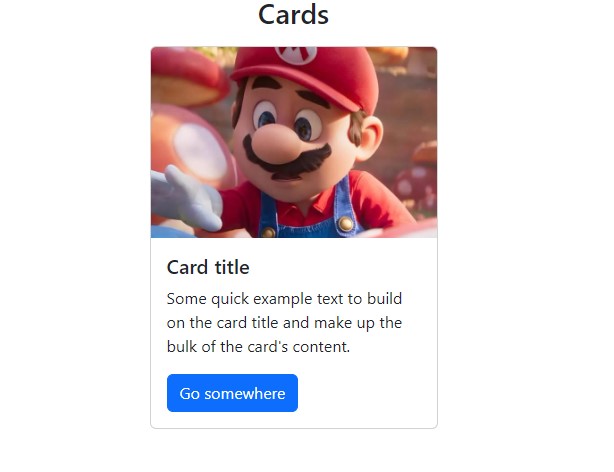 Cards
M
Card title
Some quick example text to build
on the card title and make up the
bulk of the card's content.
Go somewhere